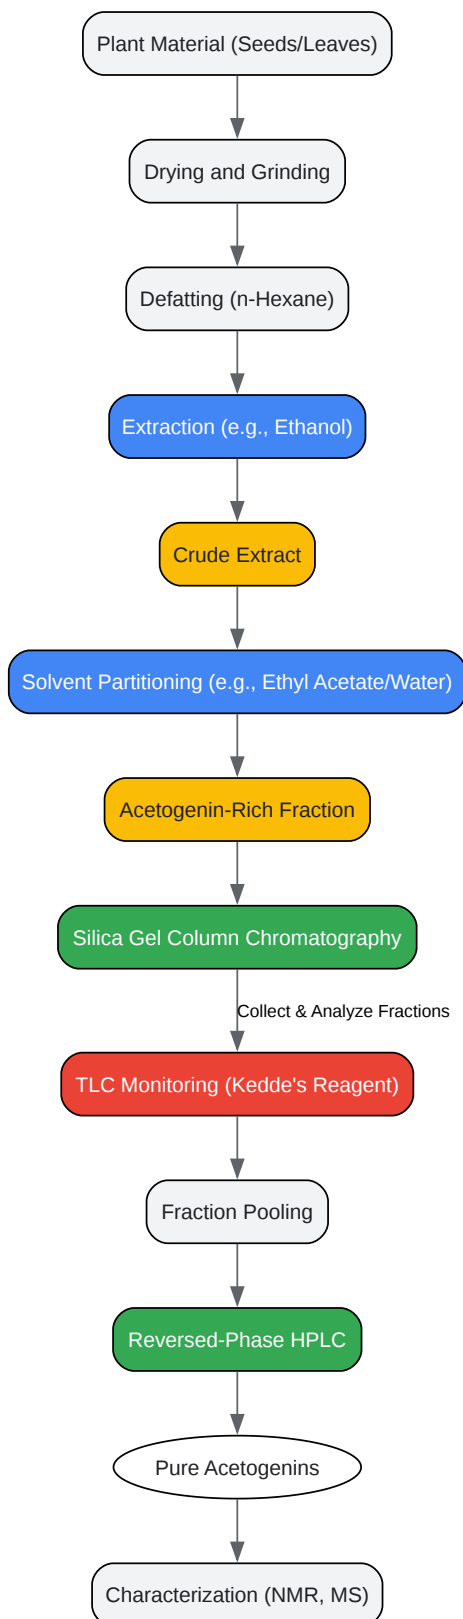 Plant Material (Seeds/Leaves)
Drying and Grinding
Defatting (n-Hexane)
Extraction (e.g., Ethanol)
Crude Extract
Solvent Partitioning (e.g., Ethyl Acetate/Water)
Acetogenin-Rich Fraction
Silica Gel Column Chromatography
Collect & Analyze Fractions
TLC Monitoring (Kedde's Reagent)
Fraction Pooling
Reversed-Phase HPLC
Pure Acetogenins
Characterization (NMR, MS)